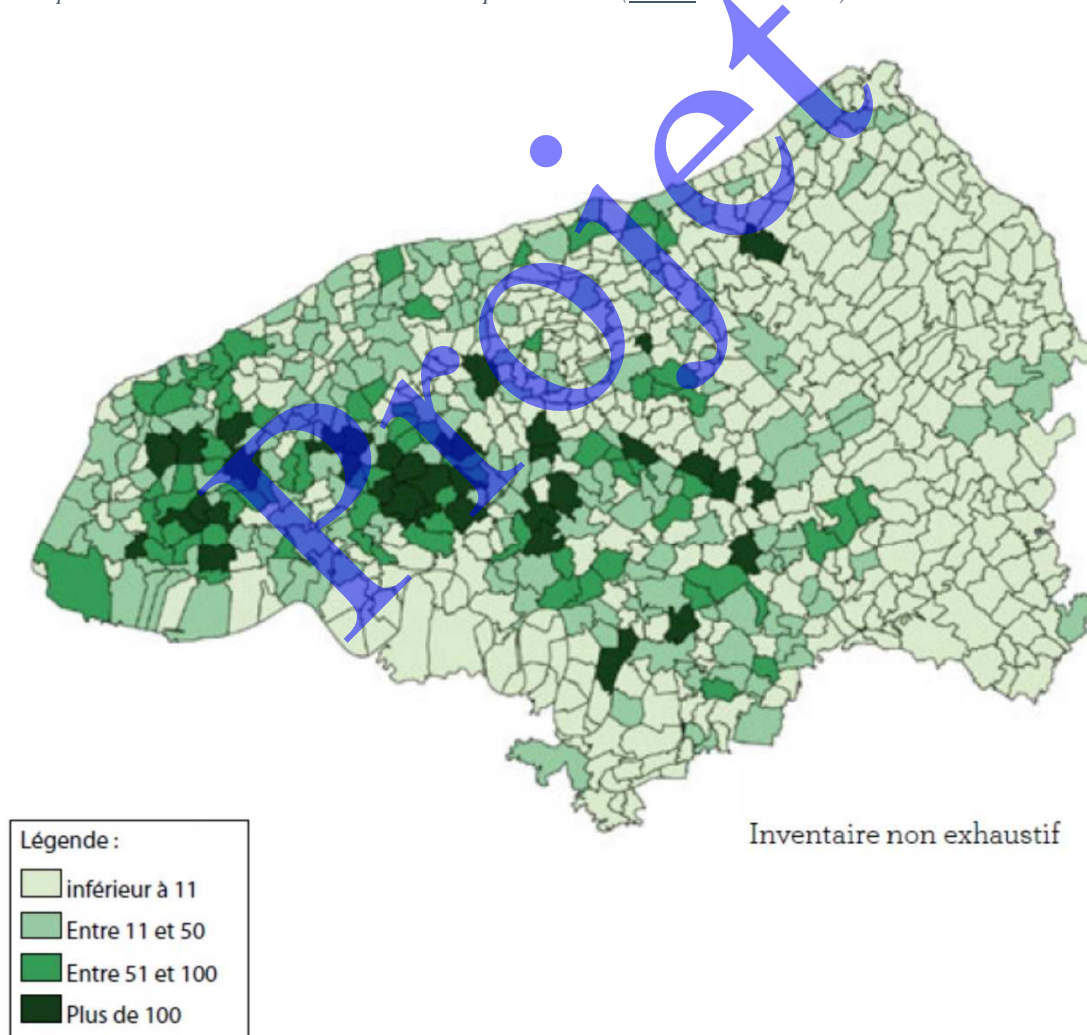 Projet
Inventaire non exhaustif
Légende :
inférieur à 11
Entre 11 et 50
Entre 51 et 100
Plus de 100